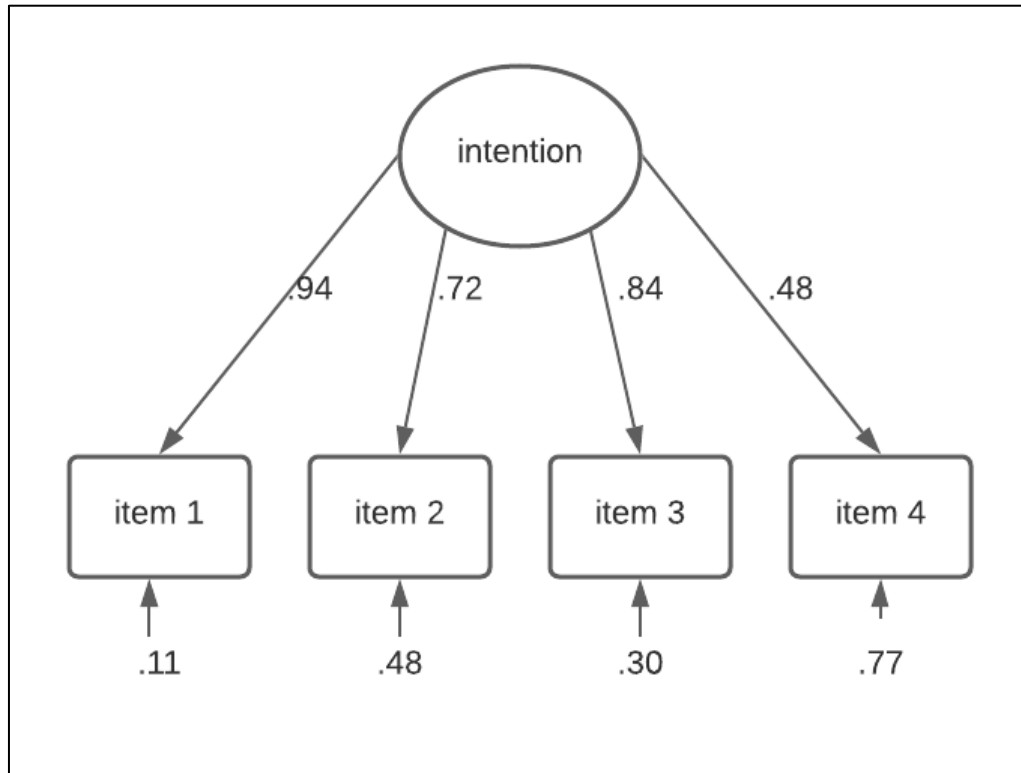 intention
.94
.72
.84
.48
item 1
item 2
item 3
item 4
.11
.48
.30
.77